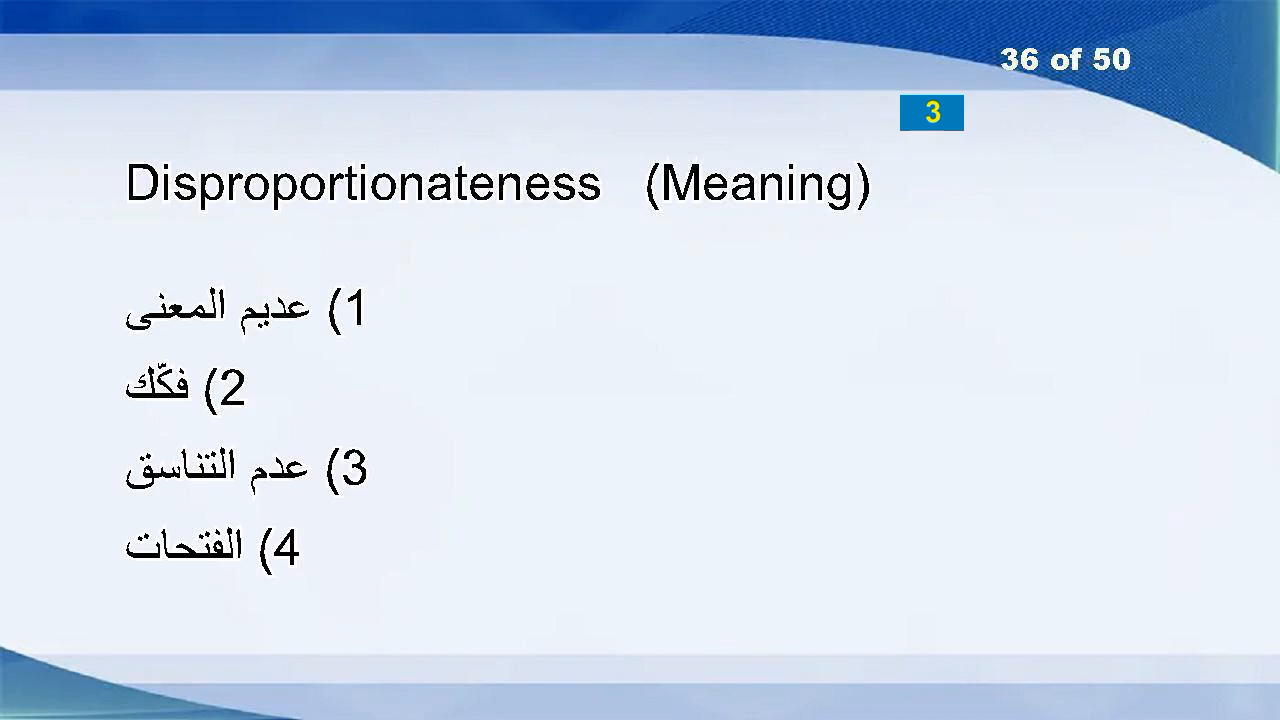 36 of 50
3
Disproportionateness (Meaning)
1) عديم المعنى
2) فكّك
3) عدم التناسق
4) الفتحات